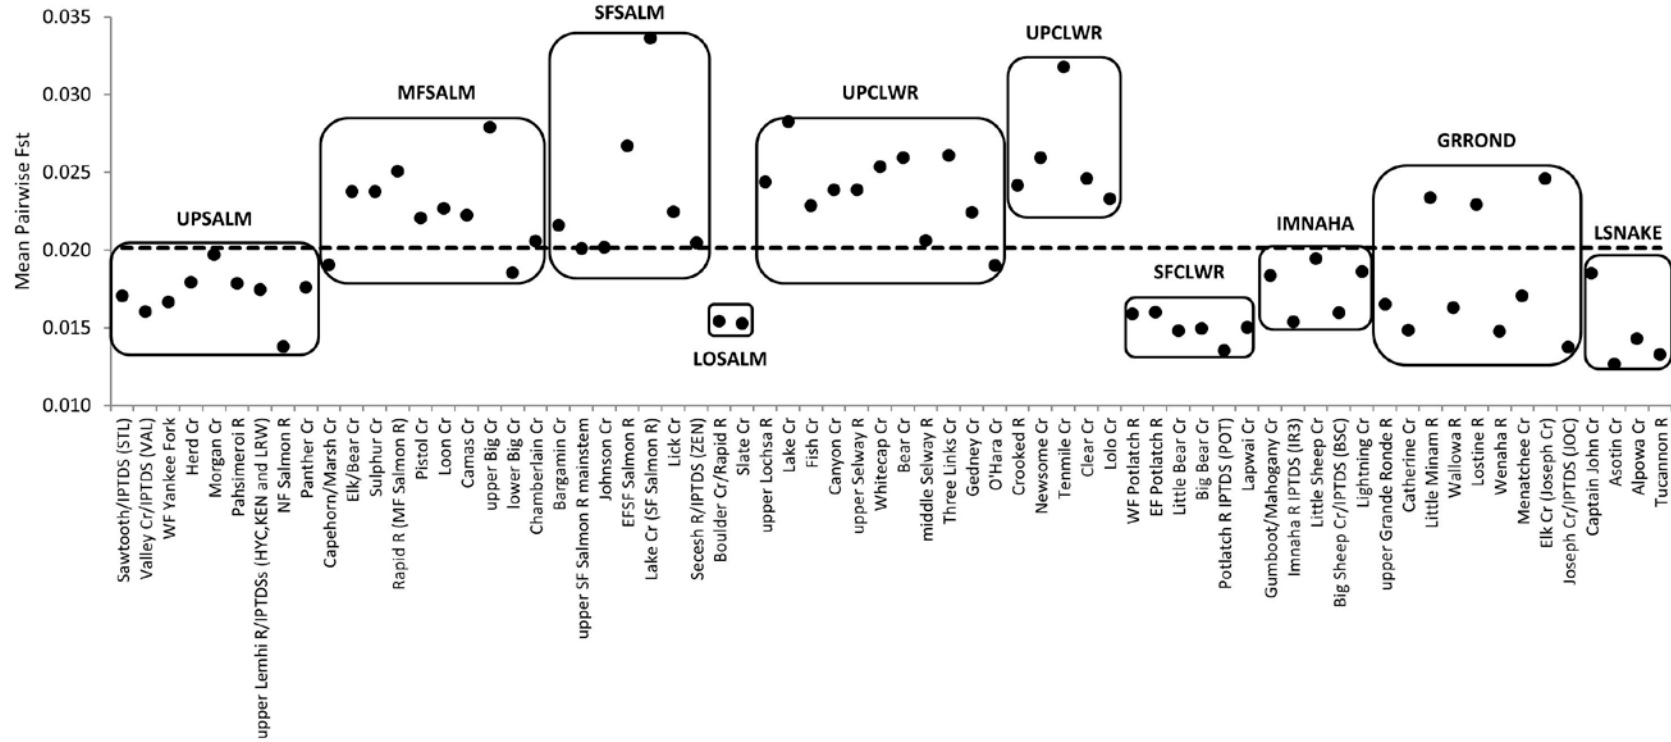 0.035
0.030
0.025
0.020
0.015
0.010
Mean Pairwise Fst
UPSALM
MFSALM
SFSALM
LOSALM
UPCLWR
UPCLWR
SFCLWR
IMNAHA
GRROND
LSNAKE
Sawtooth/IPTDS (STL)
Valley Cr/IPTDS (VAL)
WF Yankee Fork
Herd Cr
Morgan Cr
Pahsimeroi R
upper Lemhi R/IPTDSs (HYC,KEN and LRW)
NF Salmon R
Panther Cr
Capehorn/Marsh Cr
Elk/Bear Cr
Sulphur Cr
Rapid R (MF Salmon R)
Pistol Cr
Loon Cr
Camas Cr
upper Big Cr
lower Big Cr
Chamberlain Cr
Bargamin Cr
upper SF Salmon R mainstem
Johnson Cr
EFSF Salmon R
Lake Cr (SF Salmon R)
Lick Cr
Secesh R/IPTDS (ZEN)
Boulder Cr/Rapid R
Slate Cr
upper Lochsa R
Lake Cr
Fish Cr
Canyon Cr
upper Selway R
Whitecap Cr
Bear Cr
middle Selway R
Three Links Cr
Gedney Cr
O'Hara Cr
Crooked R
Newsome Cr
Tenmile Cr
Clear Cr
Lolo Cr
WF Potlatch R
EF Potlatch R
Little Bear Cr
Big Bear Cr
Potlatch R IPTDS (POT)
Lapwai Cr
Gumboot/Mahogany Cr
Imnaha R IPTDS (IR3)
Little Sheep Cr
Big Sheep Cr/IPTDS (BSC)
Lightning Cr
upper Grande Ronde R
Catherine Cr
Little Minam R
Wallowa R
Lostine R
Wenaha R
Menatchee Cr
Elk Cr (Joseph Cr)
Joseph Cr/IPTDS (JOC)
Captain John Cr
Asotin Cr
Alpowa Cr
Tucannon R